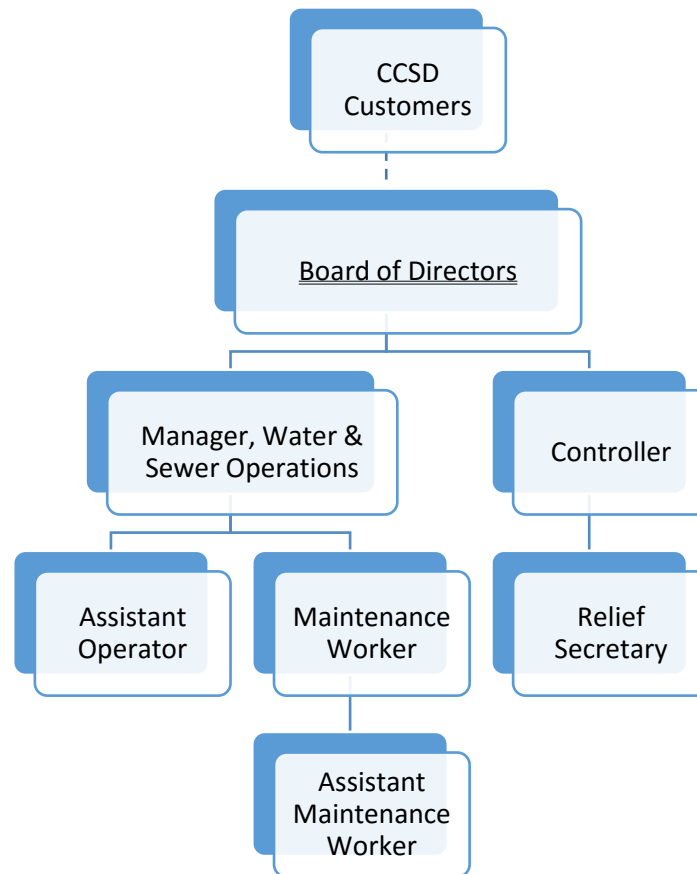 CCSD
Customers
Board of Directors
Manager, Water &
Sewer Operations
Controller
Assistant
Operator
Maintenance
Worker
Relief
Secretary
Assistant
Maintenance
Worker